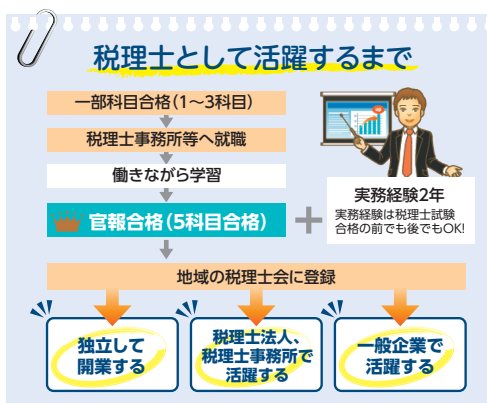 税理士として活躍するまで
一部科目合格（1～3科目）
税理士事務所等へ就職
働きながら学習
官報合格（5科目合格）
実務経験2年
実務経験は税理士試験
合格の前でも後でもOK!
地域の税理士会に登録
独立して
開業する
税理士法人、
税理士事務所で
活躍する
一般企業で
活躍する